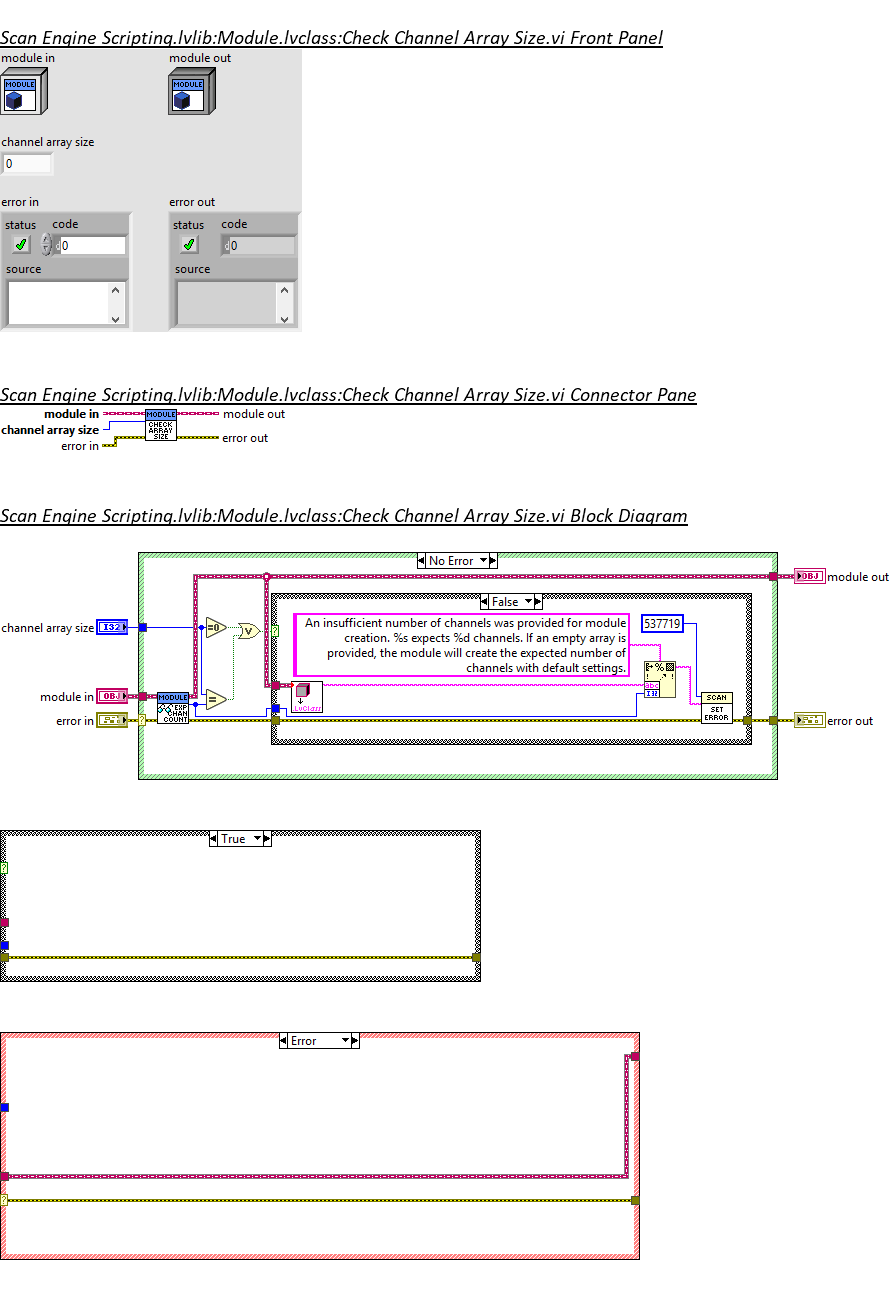 Scan Engine Scripting.lvlib:Module.lvclass:Check Channel Array Size.vi Front Panel
module in
module out
MODULE
MODULE
channel array size
0
error in
error out
status
code
status
code
d
0
d
0
source
source
Scan Engine Scripting.lvlib:Module.lvclass:Check Channel Array Size.vi Connector Pane
module in
MODULE
module out
channel array size
CHECK
ARRAY
SIZE
error in
error out
Scan Engine Scripting.lvlib:Module.lvclass:Check Channel Array Size.vi Block Diagram
No Error
OBJ
module out
False
An insufficient number of channels was provided for module
creation. %s expects %d channels. If an empty array is
provided, the module will create the expected number of
channels with default settings.
537719
channel array size
I32
=0
V
?
%
abc
I32
LvClass
module in
OBJ
MODULE
EXP
CHAN
COUNT
=
SCAN
SET
ERROR
error in
?
error out
True
?
Error
?